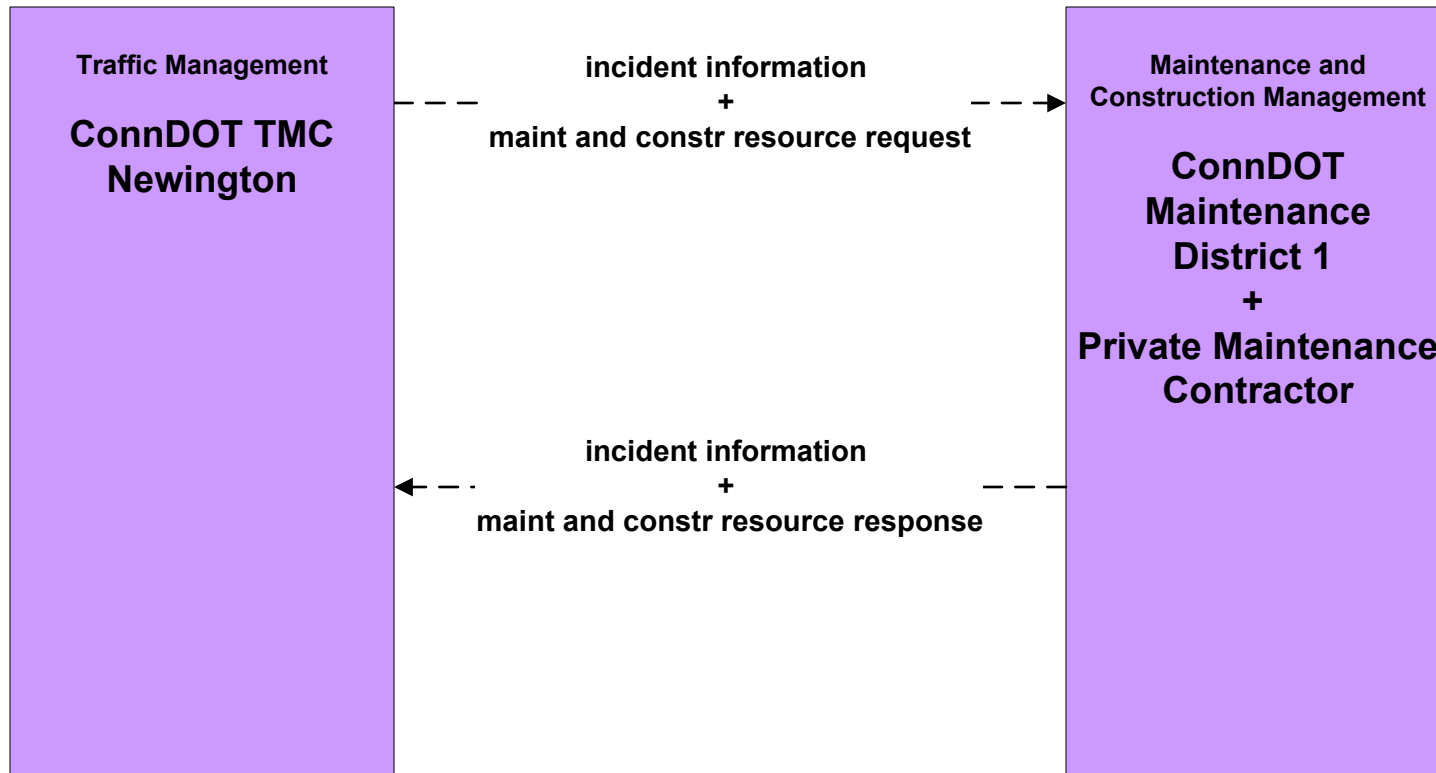 Traffic Management
ConnDOT TMC
Newington
incident information
+
maint and constr resource request
Maintenance and
Construction Management
ConnDOT
Maintenance
District 1
+
Private Maintenance
Contractor
incident information
+
maint and constr resource response